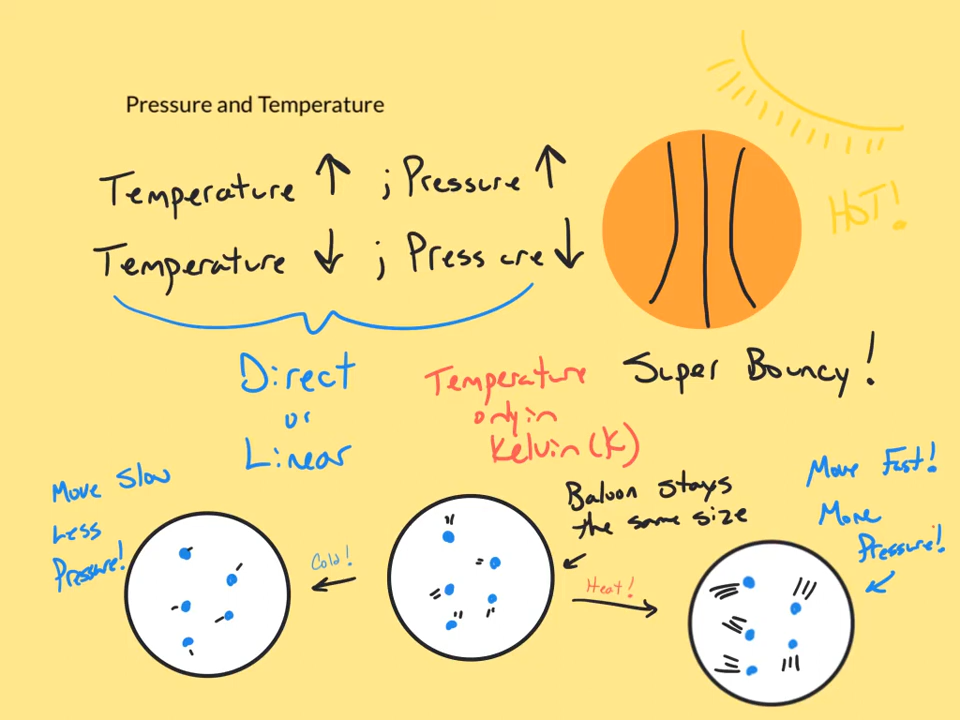 Pressure and Temperature
Temperature ↑ ; Pressure ↑
Temperature ↓ ; Pressure ↓
HOT!
Direct
or
Linear
Temperature
only in
Kelvin (K)
Super Bouncy!
Move Slow
Less
Pressure!
Cold!
Baloon stays
the same size
Heat!
Move Fast!
More
Pressure!